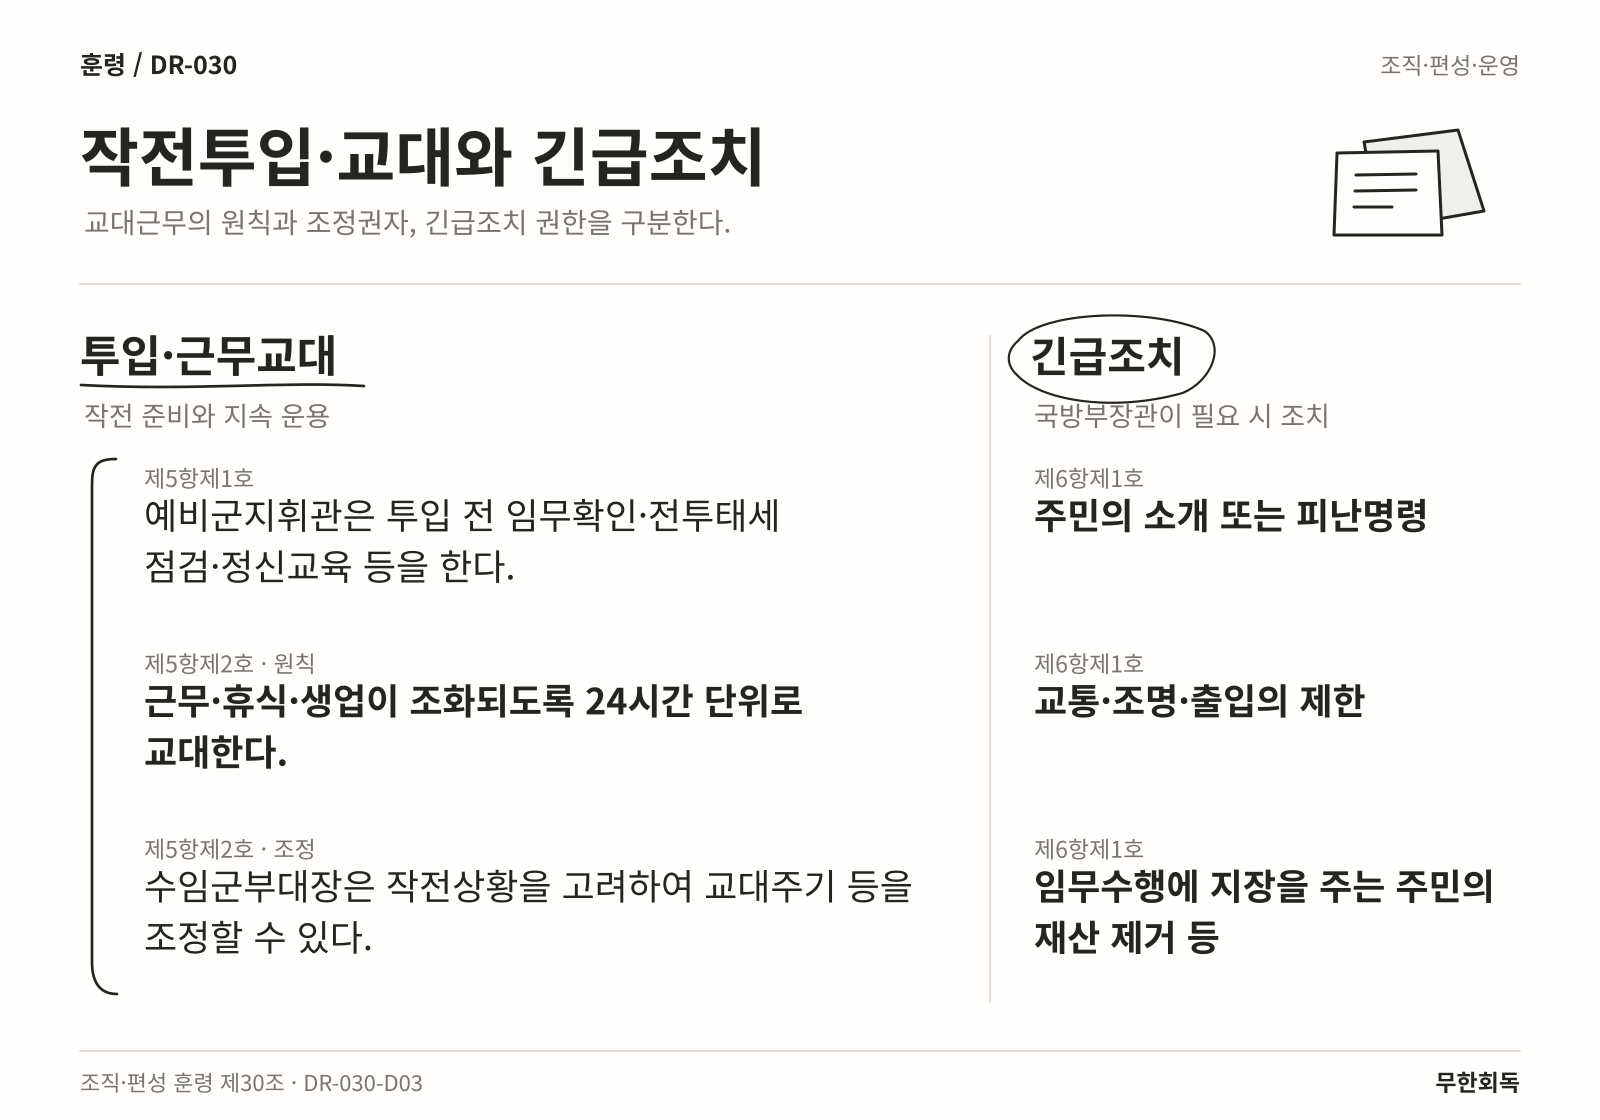 훈령 / DR-030
조직·편성·운영
작전투입·교대와 긴급조치
교대근무의 원칙과 조정권자, 긴급조치 권한을 구분한다.
투입·근무교대
작전 준비와 지속 운용
제5항제1호
예비군지휘관은 투입 전 임무확인·전투태세
점검·정신교육 등을 한다.
제5항제2호 · 원칙
근무·휴식·생업이 조화되도록 24시간 단위로
교대한다.
제5항제2호 · 조정
수임군부대장은 작전상황을 고려하여 교대주기 등을
조정할 수 있다.
긴급조치
국방부장관이 필요 시 조치
제6항제1호
주민의 소개 또는 피난명령
제6항제1호
교통·조명·출입의 제한
제6항제1호
임무수행에 지장을 주는 주민의
재산 제거 등
조직·편성 훈령 제30조 · DR-030-D03
무한회독